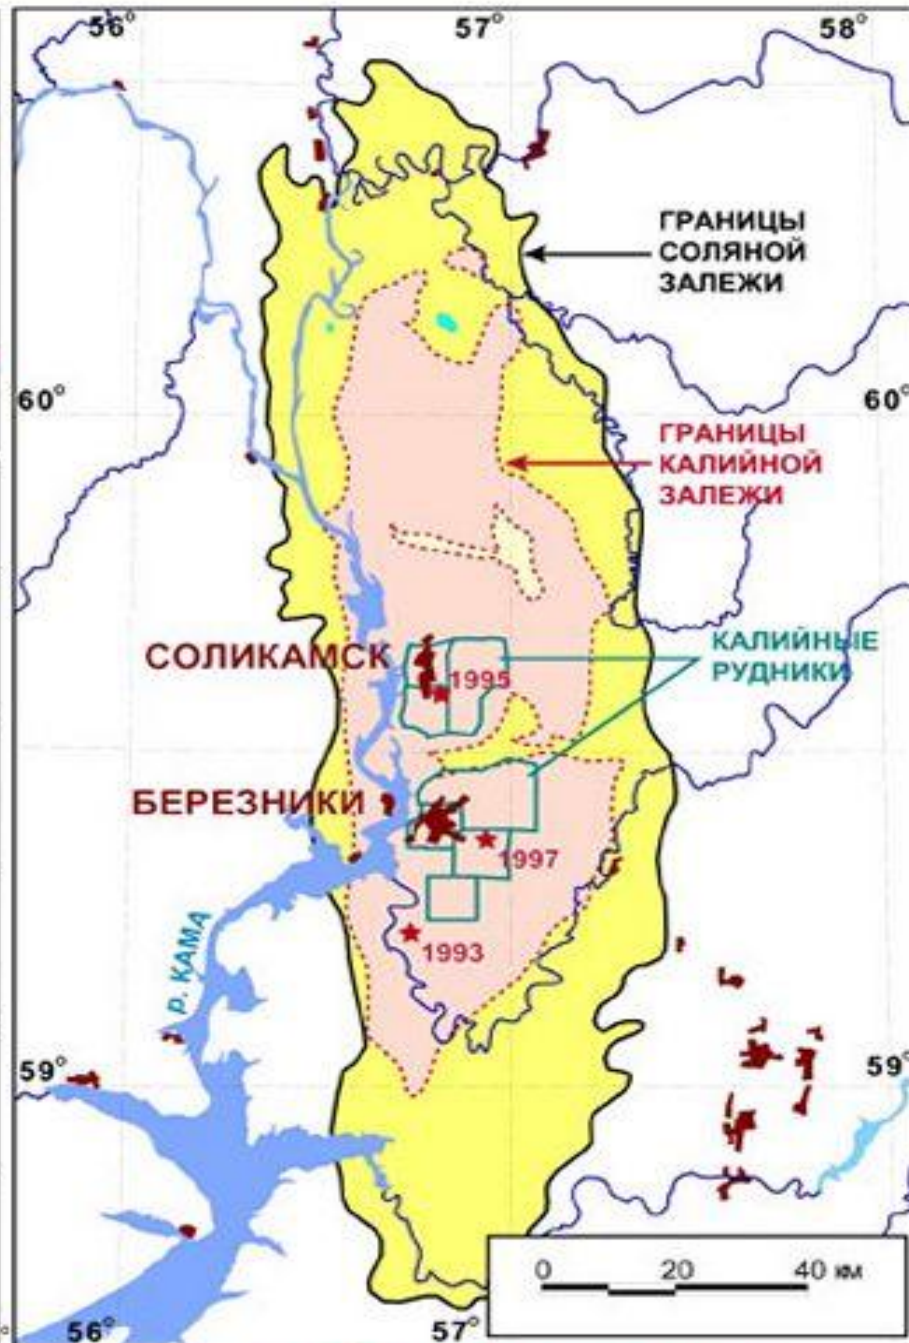 56°
57°
58°
ГРАНИЦЫ
СОЛЯНОЙ
ЗАЛЕЖИ
60°
60°
ГРАНИЦЫ
КАЛИЙНОЙ
ЗАЛЕЖИ
СОЛИКАМСК
КАЛИЙНЫЕ
РУДНИКИ
1995
БЕРЕЗНИКИ
1997
р. КАМА
1993
59°
59°
0 20 40 км
56°
57°